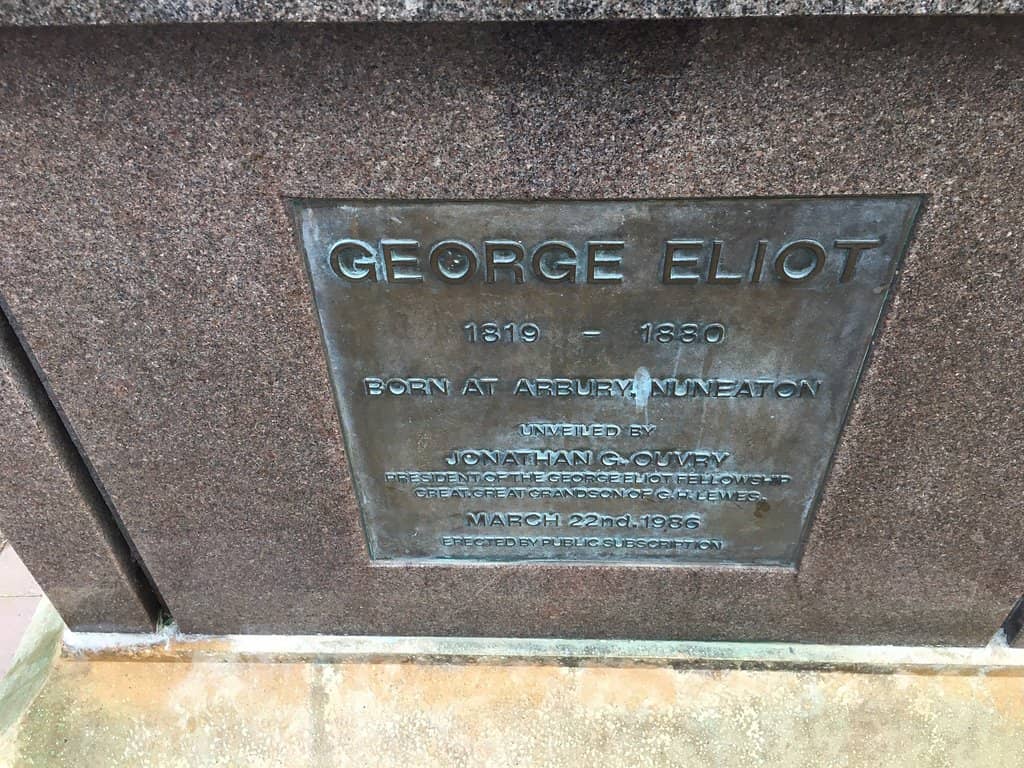 GEORGE ELIOT
1819 - 1880
BORN AT ARBURY, NUNEATON
UNVEILED BY
JONATHAN G. OUVRY
PRESIDENT OF THE GEORGE ELIOT FELLOWSHIP
GREAT, GREAT GRANDSON OF G. H. LEWES.
MARCH 22nd. 1986
ERECTED BY PUBLIC SUBSCRIPTION